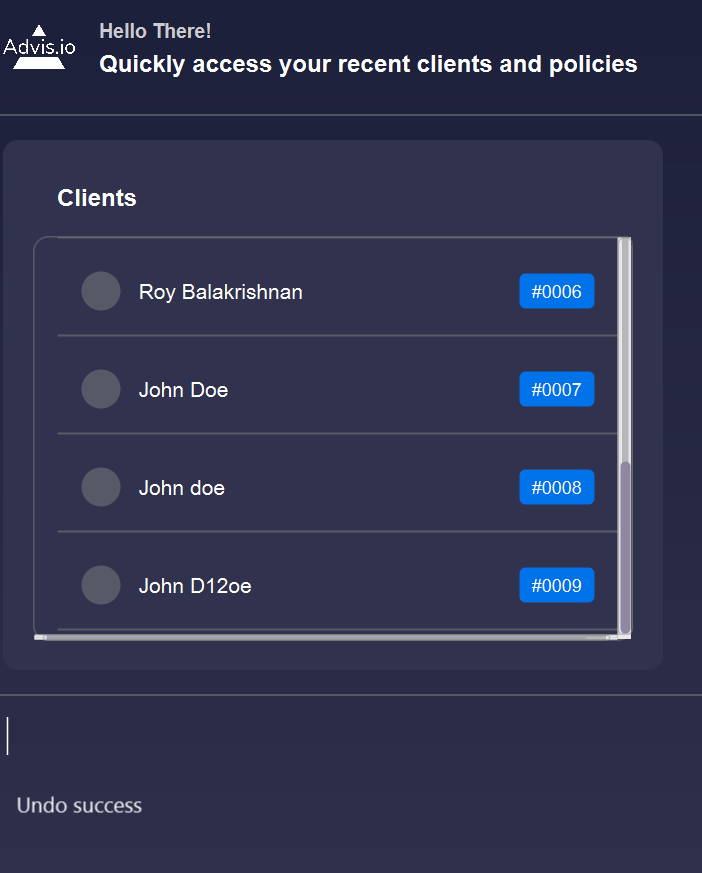 Advis.io
Hello There!
Quickly access your recent clients and policies
Clients
Roy Balakrishnan #0006
John Doe #0007
John doe #0008
John D12oe #0009
Undo success